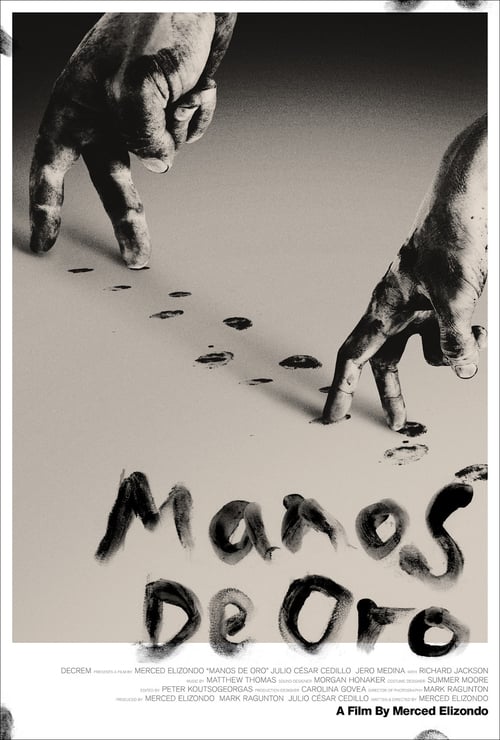 Manos
De Oro
DECREM PRESENTS A FILM BY MERCED ELIZONDO "MANOS DE ORO" JULIO CÉSAR CEDILLO JERO MEDINA WITH RICHARD JACKSON
MUSIC BY MATTHEW THOMAS SOUND DESIGNER MORGAN HONAKER COSTUME DESIGNER SUMMER MOORE
EDITED BY PETER KOUTSOGEORGAS PRODUCTION DESIGNER CAROLINA GOVEA DIRECTOR OF PHOTOGRAPHY MARK RAGUNTON
PRODUCED BY MERCED ELIZONDO MARK RAGUNTON JULIO CÉSAR CEDILLO WRITTEN & DIRECTED BY MERCED ELIZONDO
A Film By Merced Elizondo